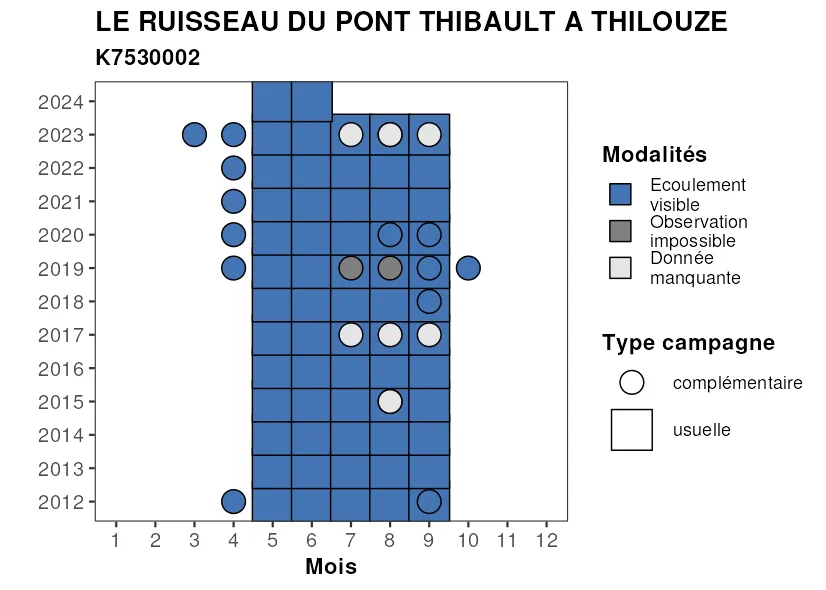 LE RUISSEAU DU PONT THIBAULT A THILOUZE
K7530002
2024
2023
2022
2021
2020
2019
2018
2017
2016
2015
2014
2013
2012
1 2 3 4 5 6 7 8 9 10 11 12
Mois
Modalités
Ecoulement
visible
Observation
impossible
Donnée
manquante
Type campagne
complémentaire
usuelle